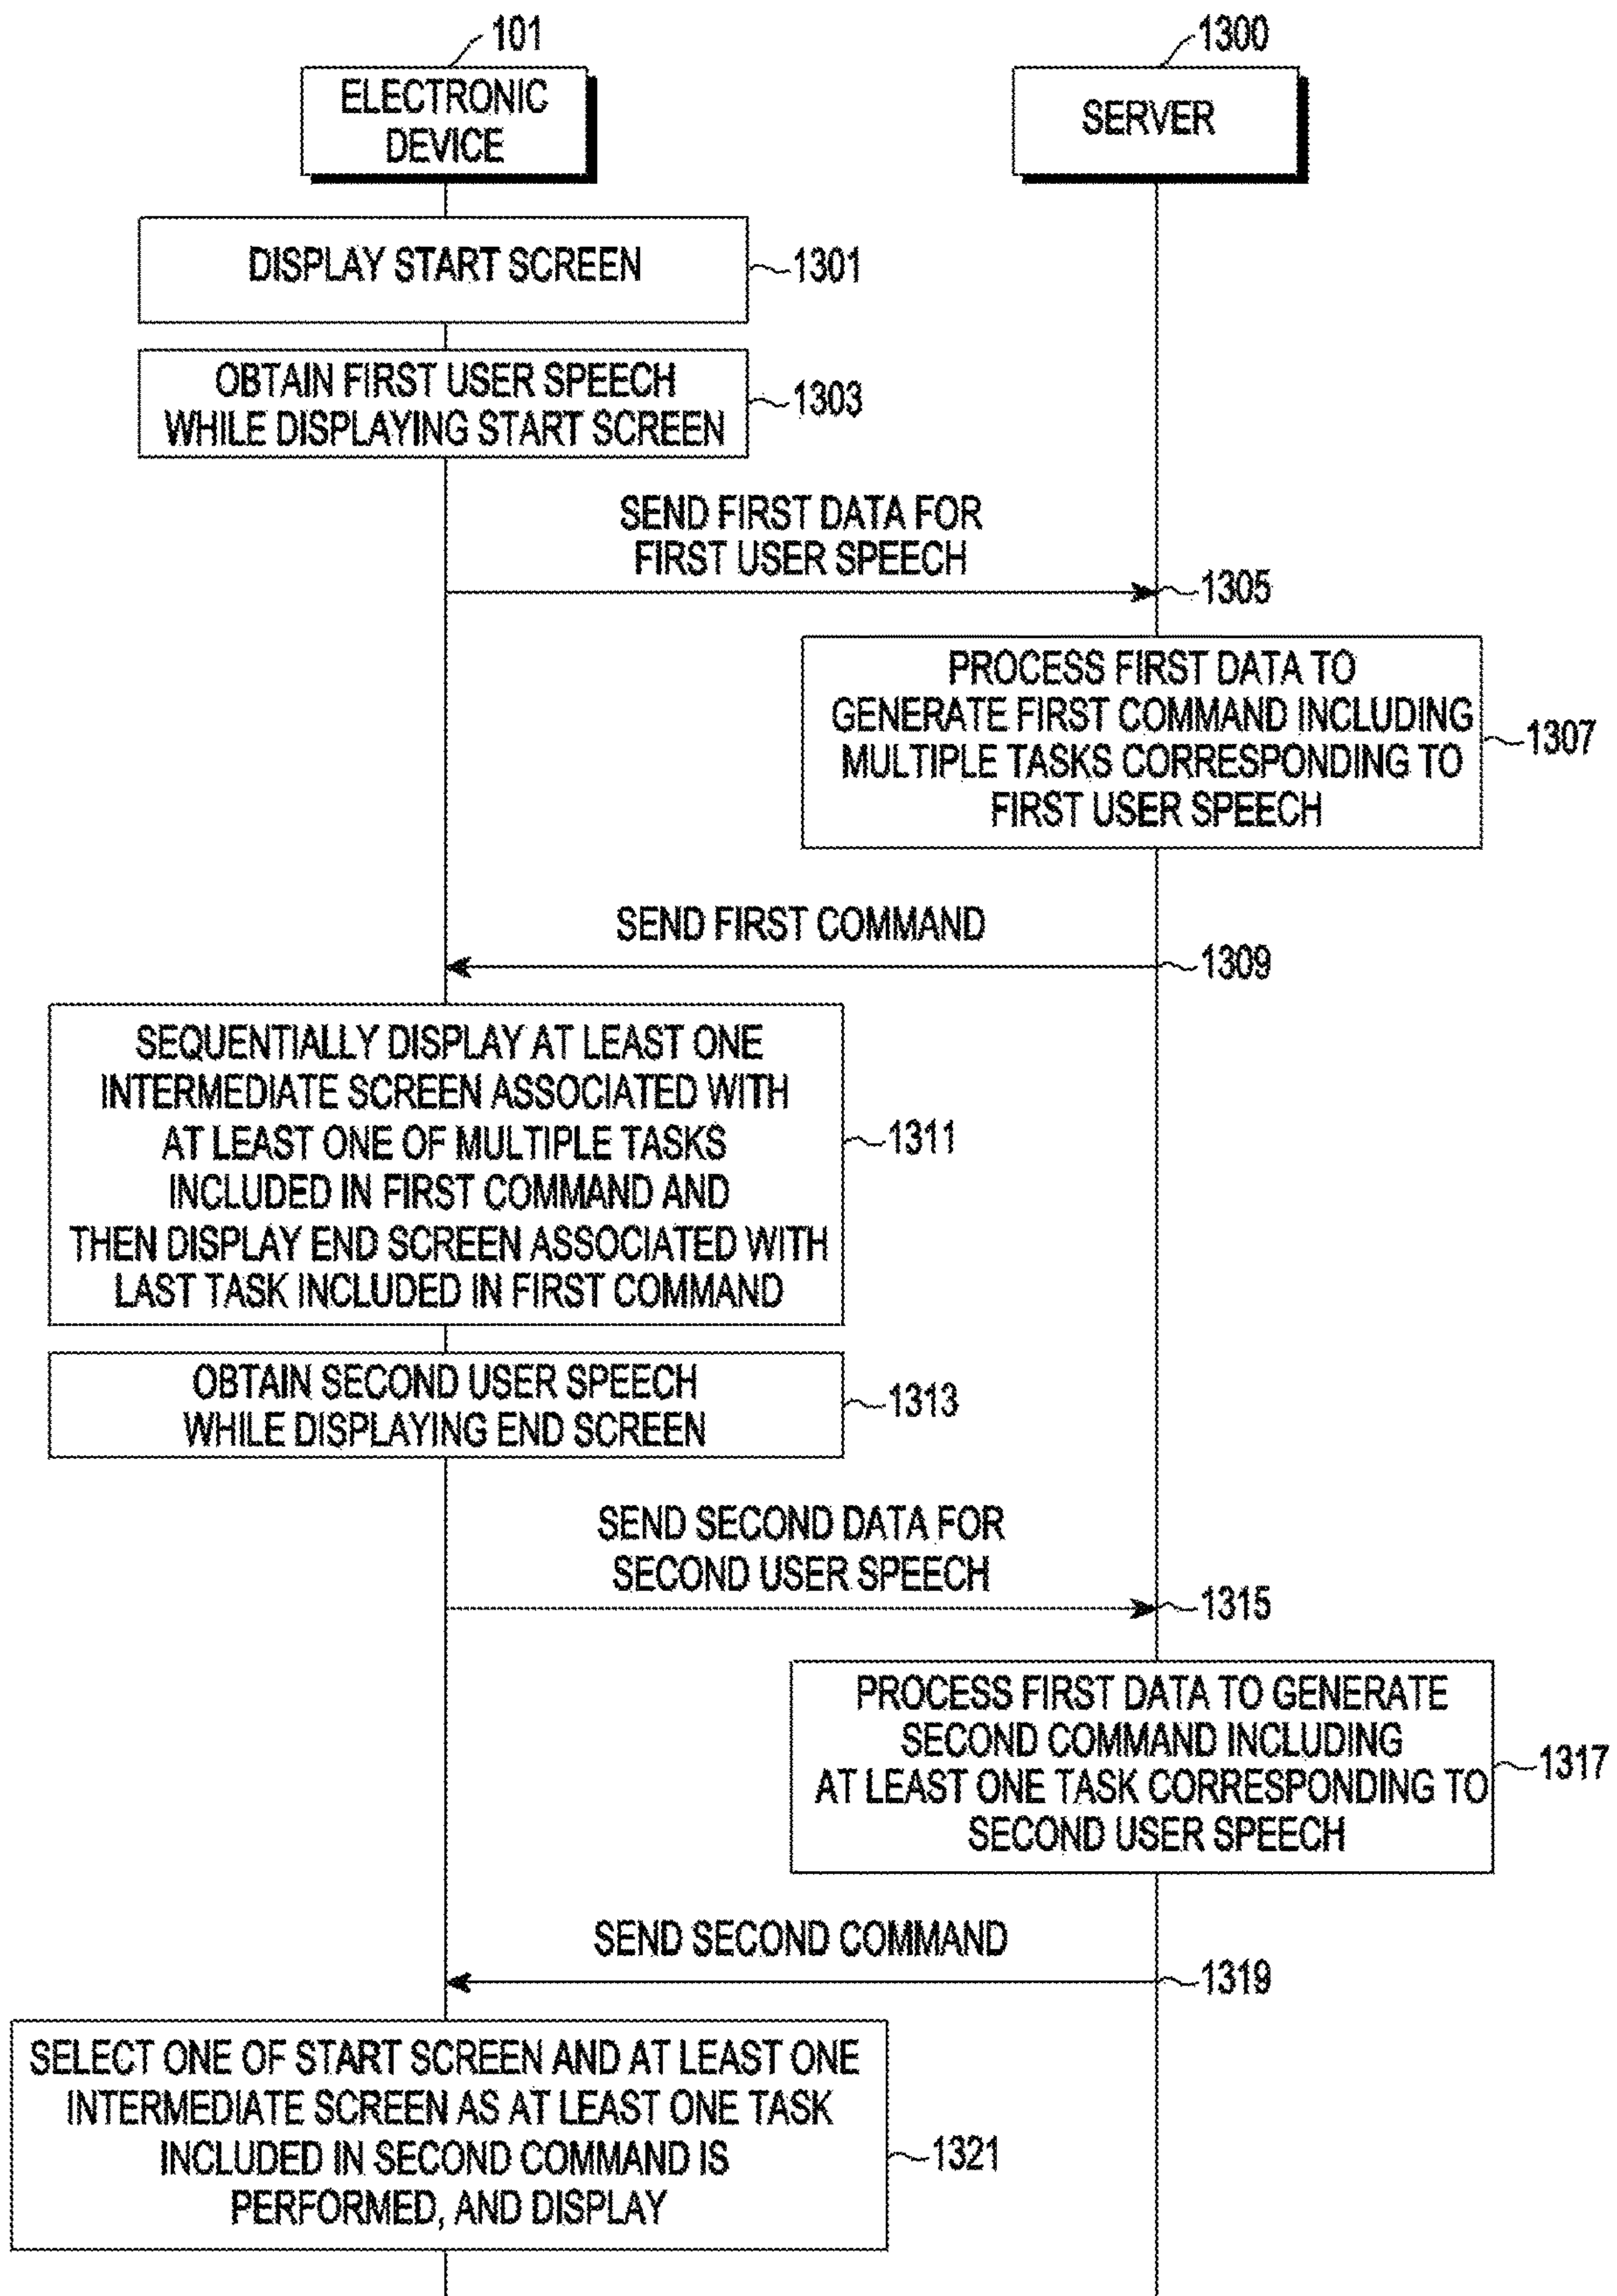 101
1300
ELECTRONIC
DEVICE
SERVER
DISPLAY START SCREEN
1301
OBTAIN FIRST USER SPEECH
WHILE DISPLAYING START SCREEN
1303
SEND FIRST DATA FOR
FIRST USER SPEECH
1305
PROCESS FIRST DATA TO
GENERATE FIRST COMMAND INCLUDING
MULTIPLE TASKS CORRESPONDING TO
FIRST USER SPEECH
1307
SEND FIRST COMMAND
1309
SEQUENTIALLY DISPLAY AT LEAST ONE
INTERMEDIATE SCREEN ASSOCIATED WITH
AT LEAST ONE OF MULTIPLE TASKS
INCLUDED IN FIRST COMMAND AND
THEN DISPLAY END SCREEN ASSOCIATED WITH
LAST TASK INCLUDED IN FIRST COMMAND
1311
OBTAIN SECOND USER SPEECH
WHILE DISPLAYING END SCREEN
1313
SEND SECOND DATA FOR
SECOND USER SPEECH
1315
PROCESS FIRST DATA TO GENERATE
SECOND COMMAND INCLUDING
AT LEAST ONE TASK CORRESPONDING TO
SECOND USER SPEECH
1317
SEND SECOND COMMAND
1319
SELECT ONE OF START SCREEN AND AT LEAST ONE
INTERMEDIATE SCREEN AS AT LEAST ONE TASK
INCLUDED IN SECOND COMMAND IS
PERFORMED, AND DISPLAY
1321